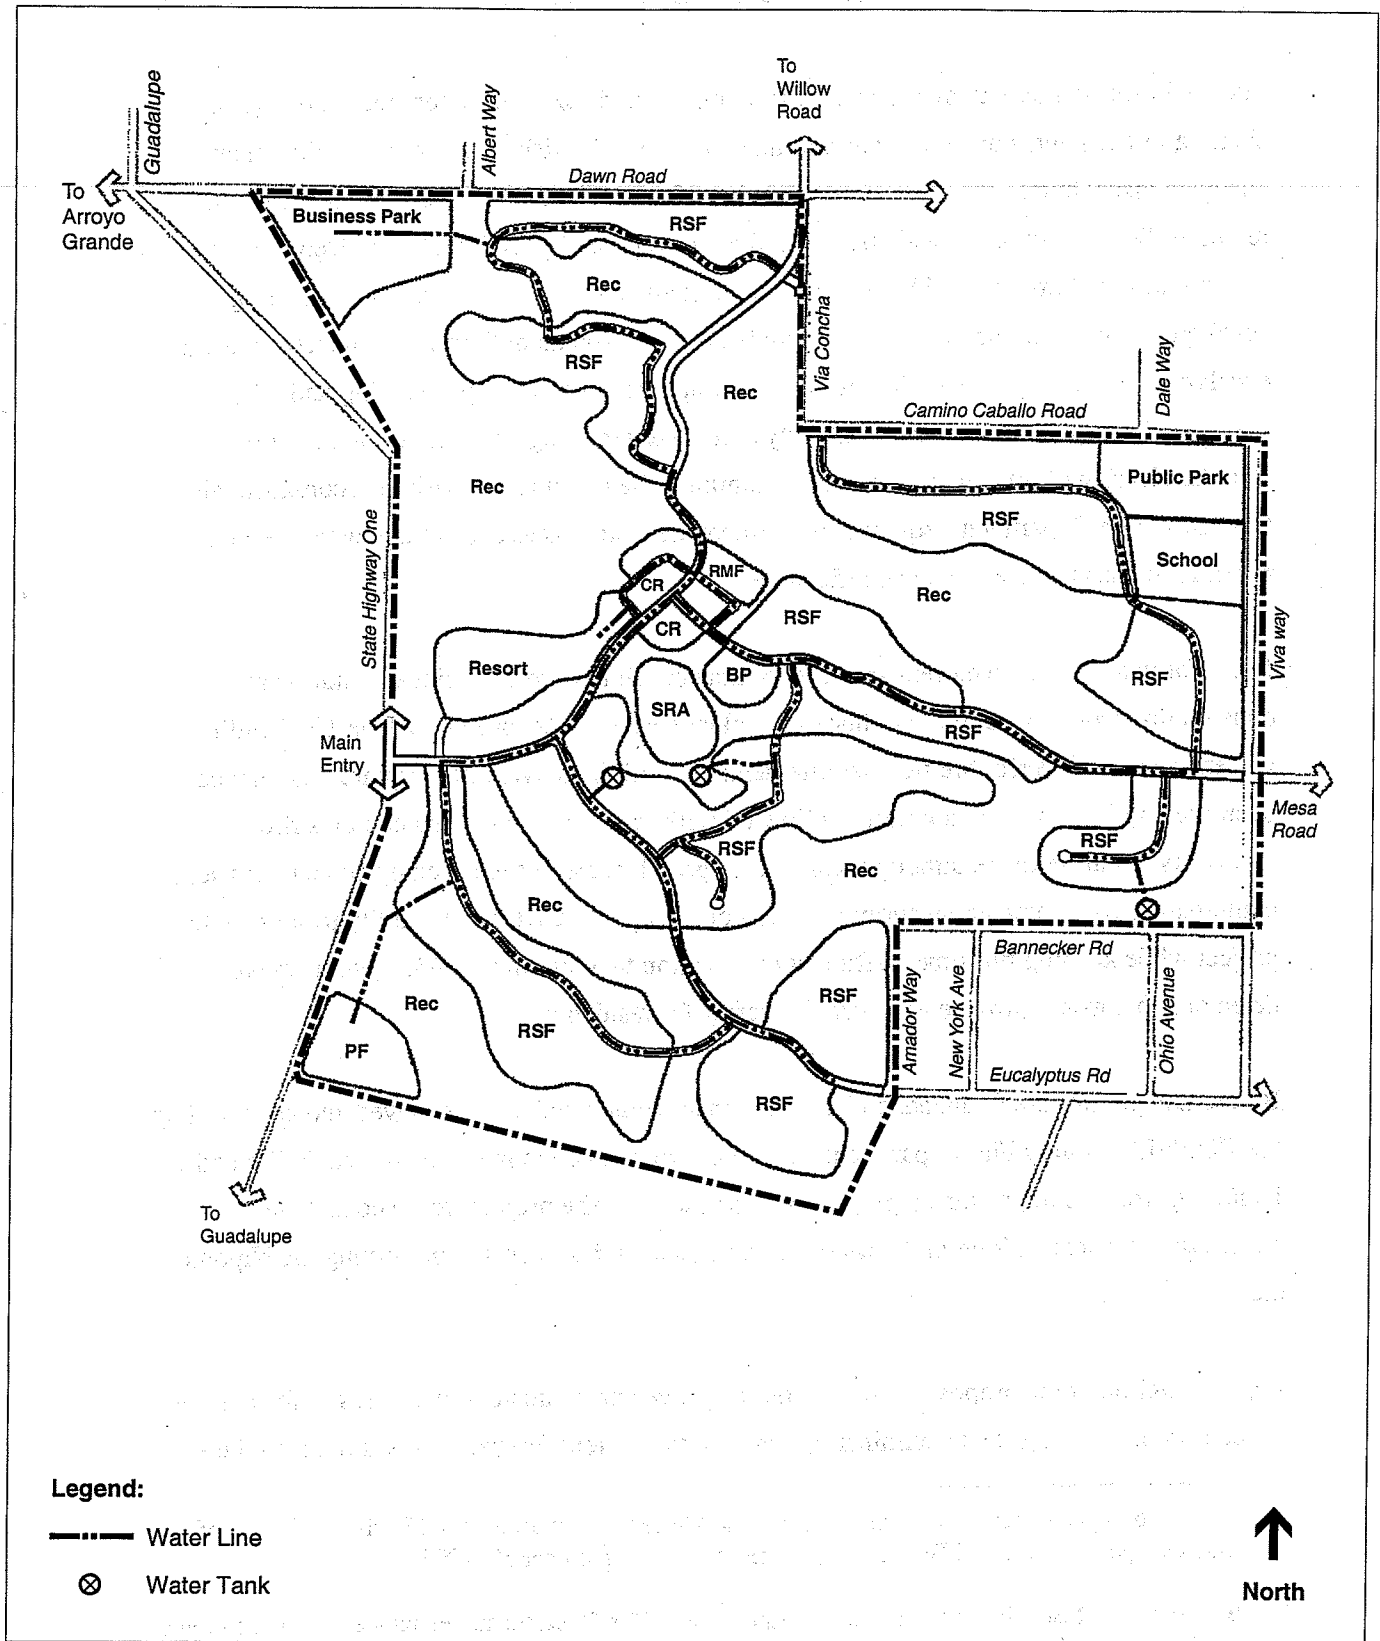 To
Willow
Road
Guadalupe
Albert Way
To
Arroyo
Grande
Dawn Road
Business Park
RSF
Rec
Via Concha
RSF
Rec
Dale Way
Camino Caballo Road
Public Park
Rec
RSF
School
State Highway One
CR
RMF
Rec
RSF
CR
Viva way
Resort
BP
RSF
SRA
RSF
Main
Entry
Mesa
Road
RSF
RSF
Rec
Rec
Bannecker Rd
Rec
RSF
RSF
Amador Way
New York Ave
Ohio Avenue
PF
Eucalyptus Rd
RSF
To
Guadalupe
Legend:
Water Line
Water Tank
North